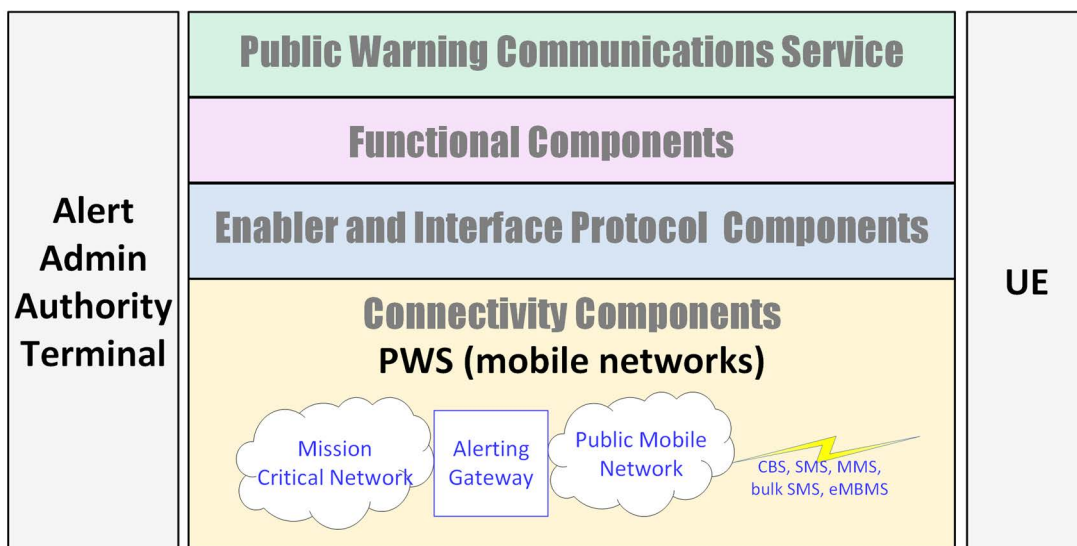 Alert
Admin
Authority
Terminal
Public Warning Communications Service
Functional Components
Enabler and Interface Protocol Components
Connectivity Components
PWS (mobile networks)
Mission
Critical Network
Alerting
Gateway
Public Mobile
Network
CBS, SMS, MMS,
bulk SMS, eMBMS
UE